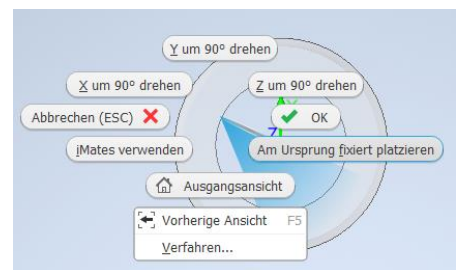 Y um 90° drehen
X um 90° drehen
Z um 90° drehen
Abbrechen (ESC)
OK
iMates verwenden
Am Ursprung fixiert platzieren
Ausgangsansicht
Vorherige Ansicht F5
Verfahren...